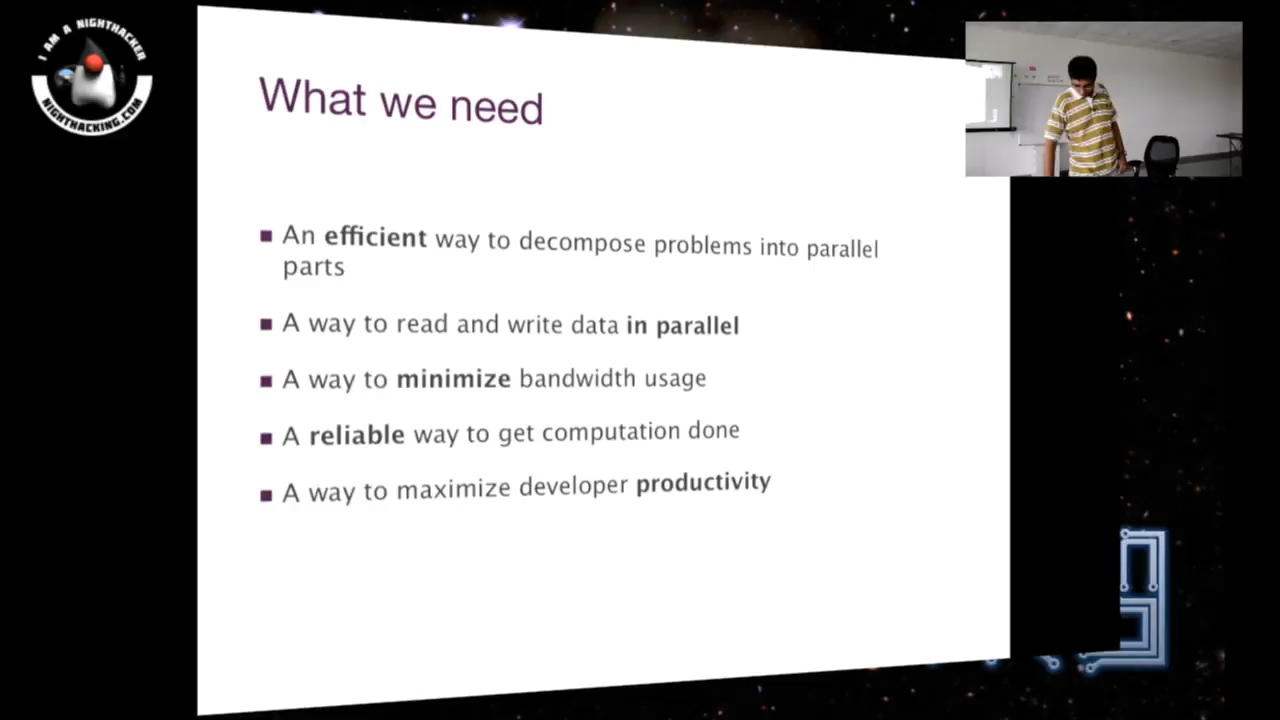 I AM A NIGHTHACKER
NIGHTHACKING.COM
What we need
An efficient way to decompose problems into parallel
parts
A way to read and write data in parallel
A way to minimize bandwidth usage
A reliable way to get computation done
A way to maximize developer productivity